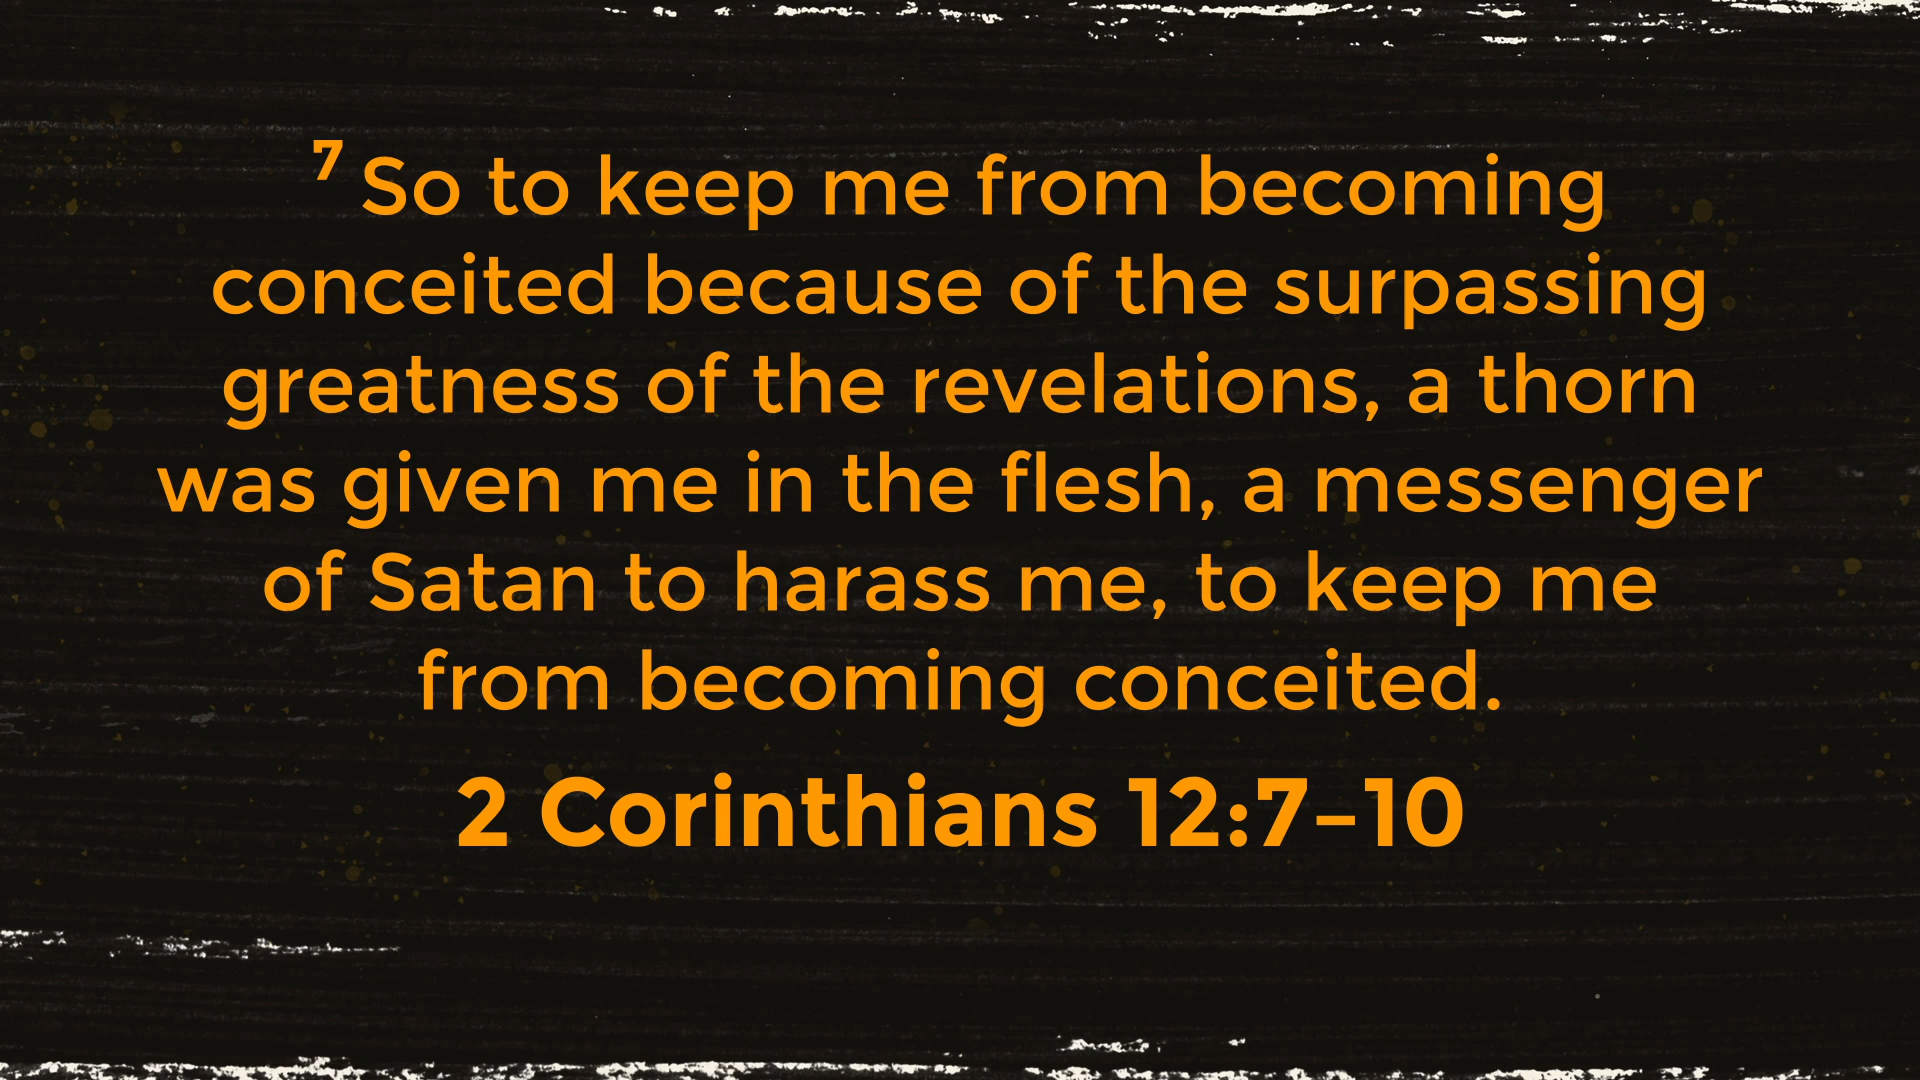 7 So to keep me from becoming
conceited because of the surpassing
greatness of the revelations, a thorn
was given me in the flesh, a messenger
of Satan to harass me, to keep me
from becoming conceited.
2 Corinthians 12:7–10